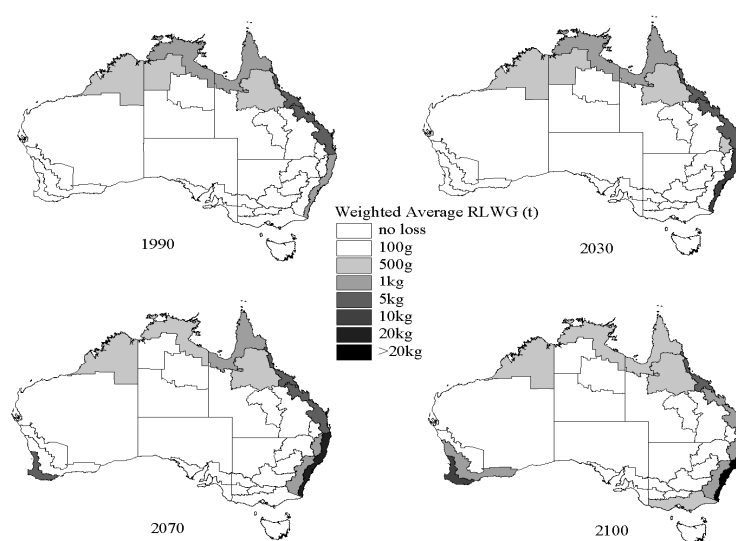 1990
2030
Weighted Average RLWG (t)
no loss
100g
500g
1kg
5kg
10kg
20kg
>20kg
2070
2100